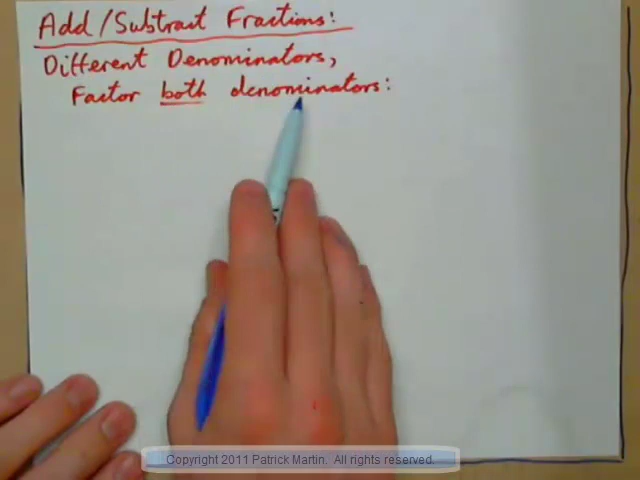 Add/Subtract Fractions:
Different Denominators,
Factor both denominators:
Copyright 2011 Patrick Martin. All rights reserved.